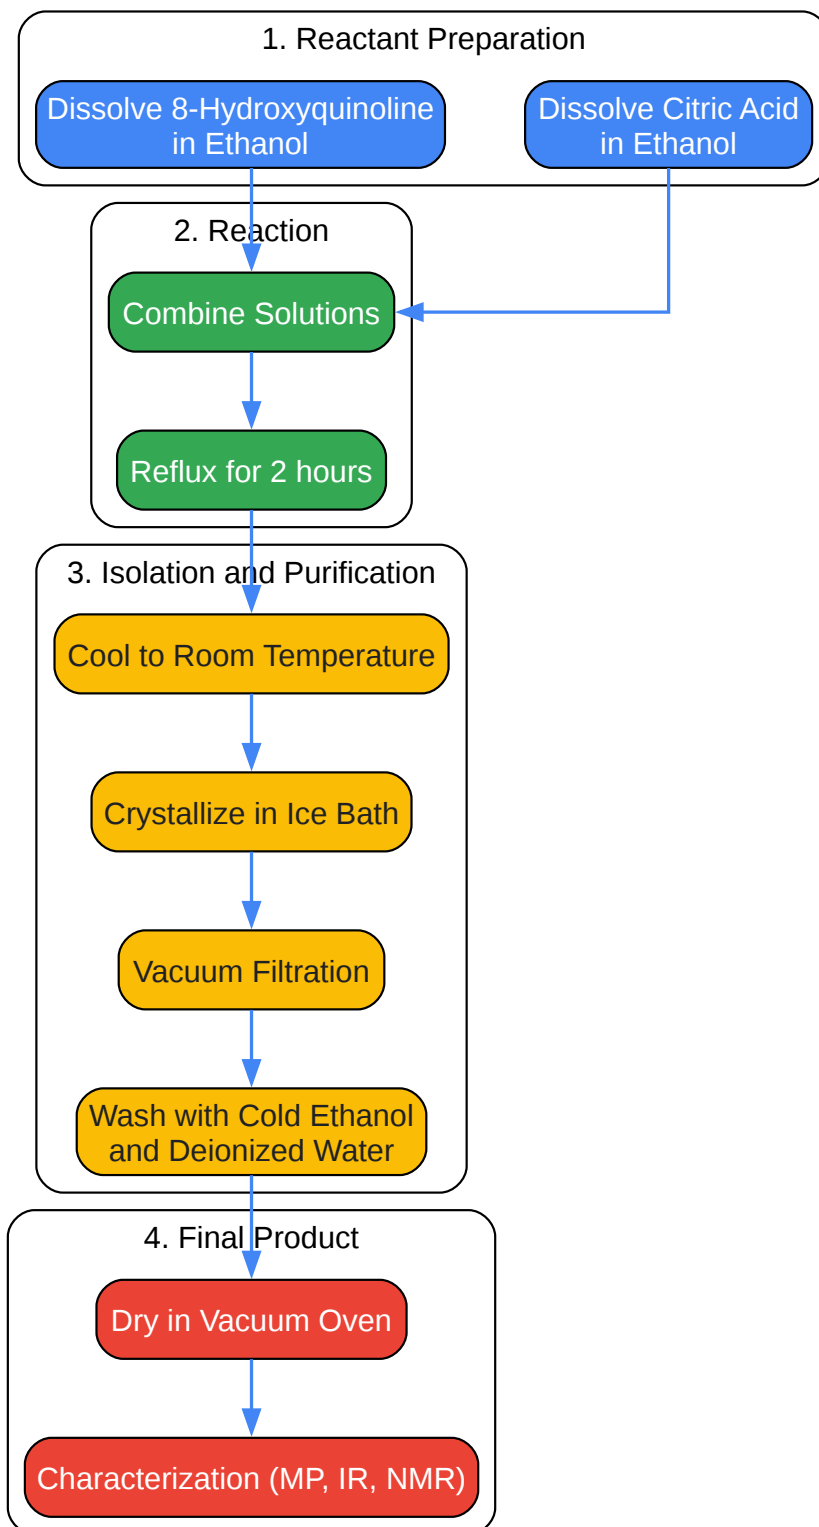 1. Reactant Preparation
Dissolve 8-Hydroxyquinoline
in Ethanol
Dissolve Citric Acid
in Ethanol
2. Reaction
Combine Solutions
Reflux for 2 hours
3. Isolation and Purification
Cool to Room Temperature
Crystallize in Ice Bath
Vacuum Filtration
Wash with Cold Ethanol
and Deionized Water
4. Final Product
Dry in Vacuum Oven
Characterization (MP, IR, NMR)